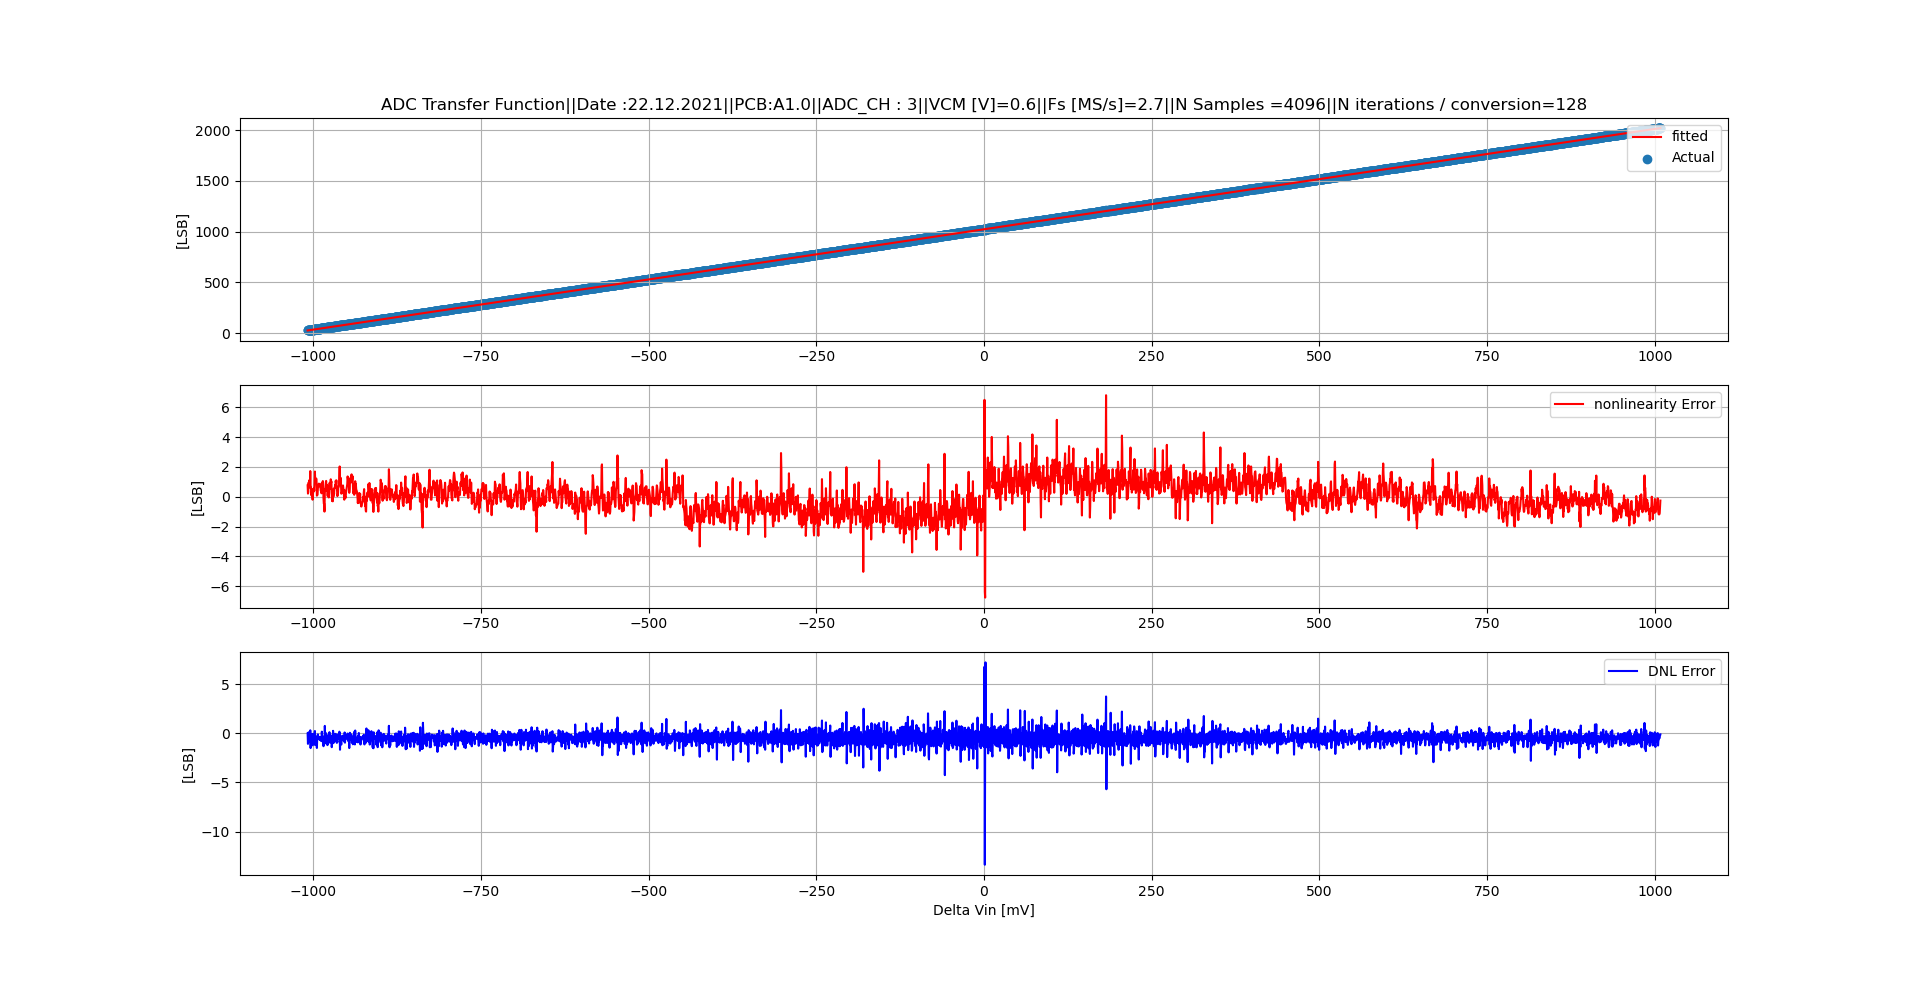 ADC Transfer Function||Date :22.12.2021||PCB:A1.0||ADC_CH : 3||VCM [V]=0.6||Fs [MS/s]=2.7||N Samples =4096||N iterations / conversion=128
fitted
Actual
[LSB]
2000
1500
1000
500
0
−1000 −750 −500 −250 0 250 500 750 1000
nonlinearity Error
[LSB]
6
4
2
0
−2
−4
−6
−1000 −750 −500 −250 0 250 500 750 1000
DNL Error
[LSB]
5
0
−5
−10
−1000 −750 −500 −250 0 250 500 750 1000
Delta Vin [mV]